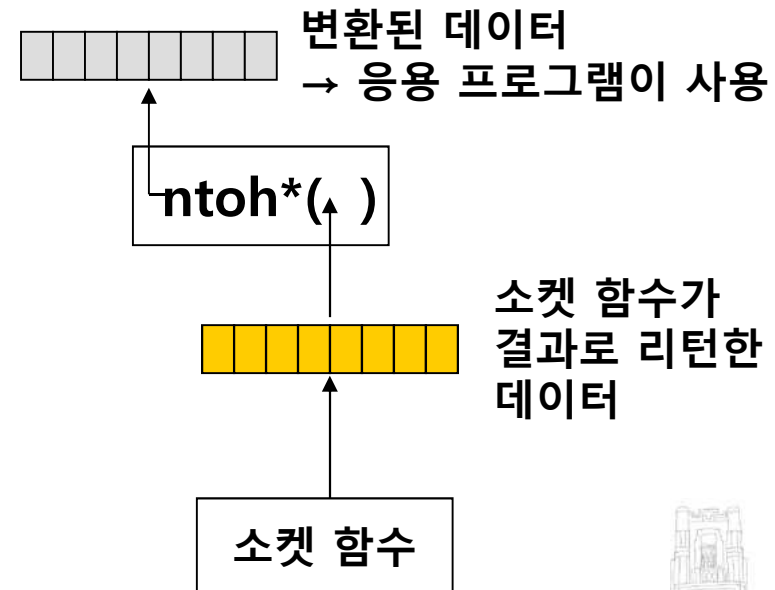 변환된 데이터
→ 응용 프로그램이 사용
ntoh*( )
소켓 함수가
결과로 리턴한
데이터
소켓 함수